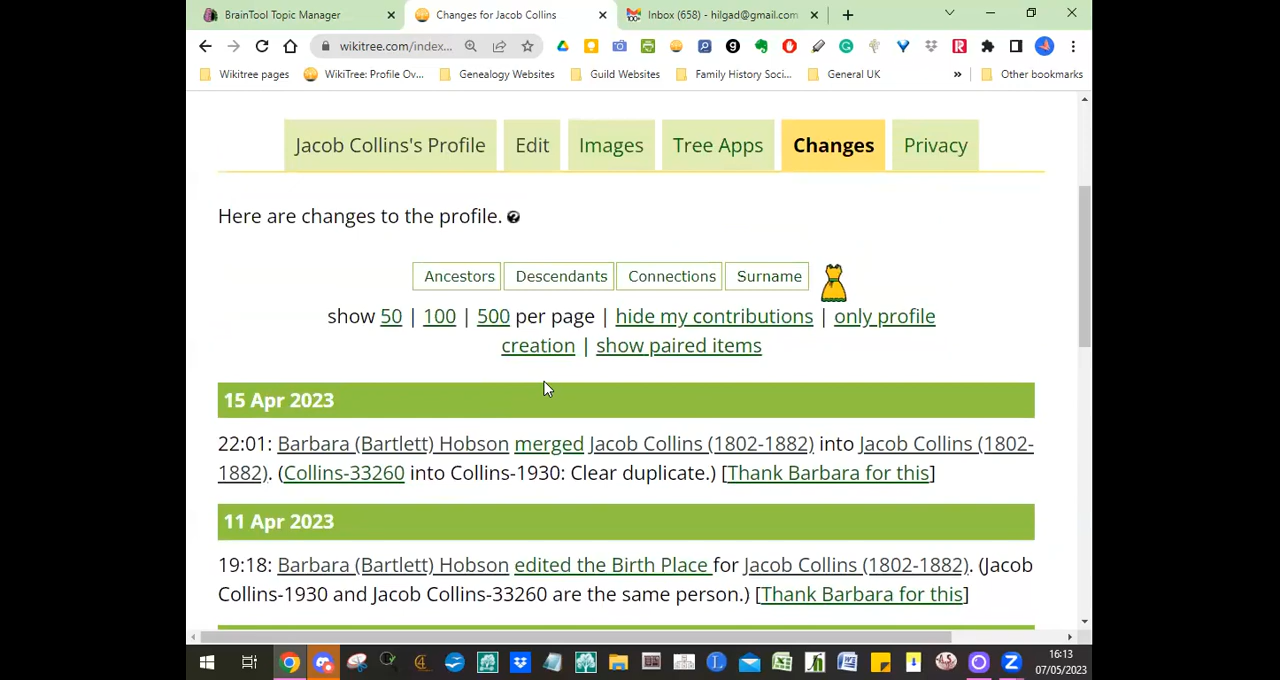 BrainTool Topic Manager
Changes for Jacob Collins
Inbox (658) - hilgad@gmail.com
wikitree.com/index...
Wikitree pages
WikiTree: Profile Ov...
Genealogy Websites
Guild Websites
Family History Soci...
General UK
»
Other bookmarks
Jacob Collins's Profile
Edit
Images
Tree Apps
Changes
Privacy
Here are changes to the profile.
Ancestors
Descendants
Connections
Surname
show 50 | 100 | 500 per page | hide my contributions | only profile
creation | show paired items
15 Apr 2023
22:01: Barbara (Bartlett) Hobson merged Jacob Collins (1802-1882) into Jacob Collins (1802-
1882). (Collins-33260 into Collins-1930: Clear duplicate.) [Thank Barbara for this]
11 Apr 2023
19:18: Barbara (Bartlett) Hobson edited the Birth Place for Jacob Collins (1802-1882). (Jacob
Collins-1930 and Jacob Collins-33260 are the same person.) [Thank Barbara for this]
16:13
07/05/2023